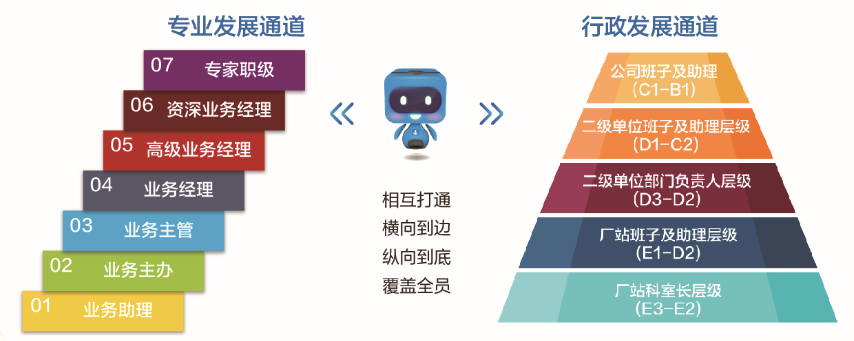 专业发展通道
07 专家职级
06 资深业务经理
05 高级业务经理
04 业务经理
03 业务主管
02 业务主办
01 业务助理
相互打通
横向到边
纵向到底
覆盖全员
行政发展通道
公司班子及助理
(C1-B1)
二级单位班子及助理层级
(D1-C2)
二级单位部门负责人层级
(D3-D2)
厂站班子及助理层级
(E1-D2)
厂站科室长层级
(E3-E2)